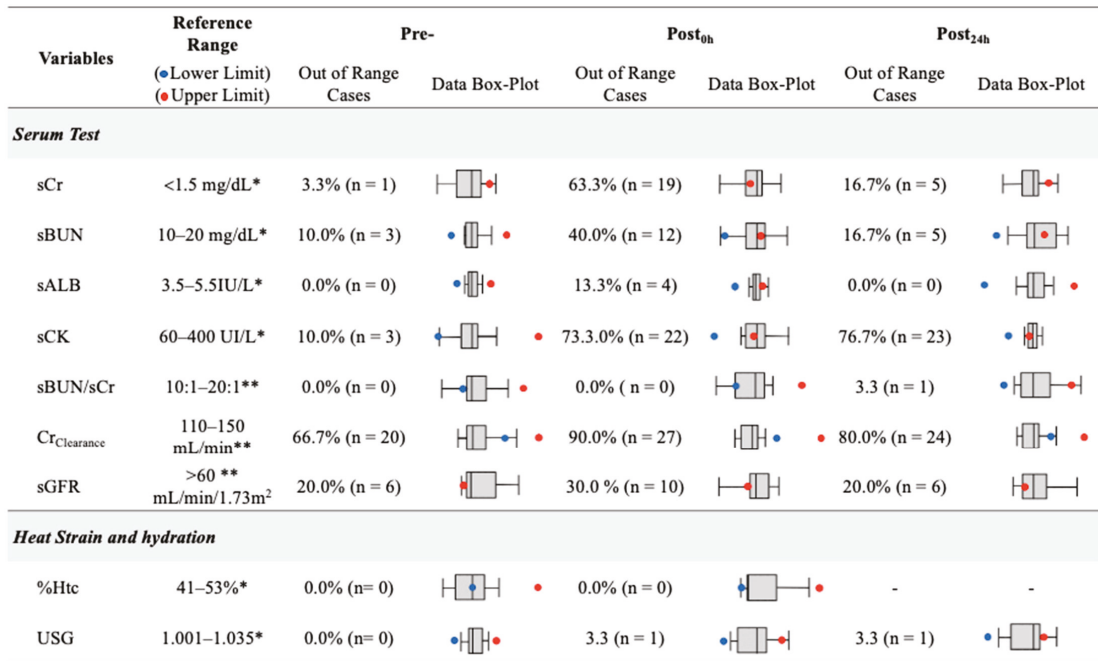 Variables Reference Range Pre- Post0h Post24h
(●Lower Limit) (●Upper Limit) Out of Range Cases Data Box-Plot Out of Range Cases Data Box-Plot Out of Range Cases Data Box-Plot
Serum Test
sCr <1.5 mg/dL* 3.3% (n = 1) 63.3% (n = 19) 16.7% (n = 5)
sBUN 10–20 mg/dL* 10.0% (n = 3) 40.0% (n = 12) 16.7% (n = 5)
sALB 3.5–5.5IU/L* 0.0% (n = 0) 13.3% (n = 4) 0.0% (n = 0)
sCK 60–400 UI/L* 10.0% (n = 3) 73.3.0% (n = 22) 76.7% (n = 23)
sBUN/sCr 10:1–20:1** 0.0% (n = 0) 0.0% ( n = 0) 3.3 (n = 1)
CrClearance 110–150 mL/min** 66.7% (n = 20) 90.0% (n = 27) 80.0% (n = 24)
sGFR >60 ** mL/min/1.73m² 20.0% (n = 6) 30.0 % (n = 10) 20.0% (n = 6)
Heat Strain and hydration
%Htc 41–53%* 0.0% (n= 0) 0.0% (n = 0) - -
USG 1.001–1.035* 0.0% (n= 0) 3.3 (n = 1) 3.3 (n = 1)